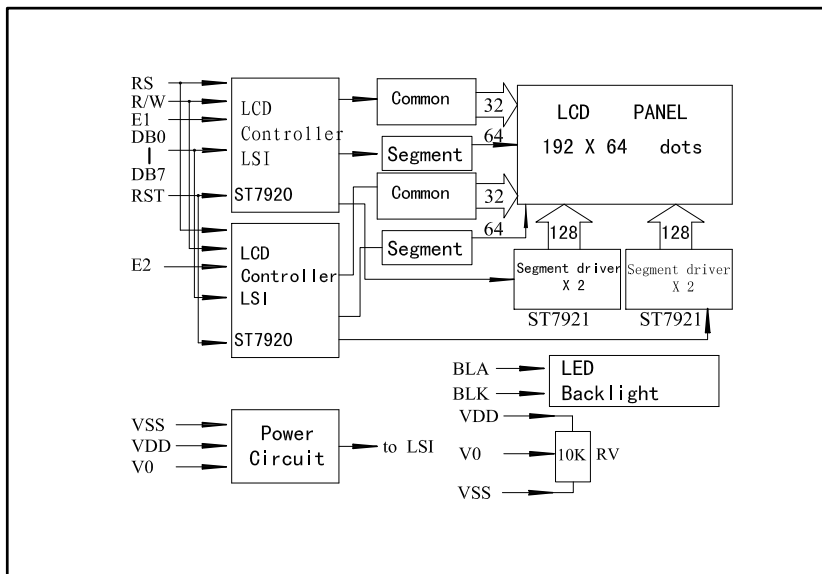 RS
R/W
E1
DB0
DB7
RST
E2
LCD
Controller
LSI
ST7920
LCD
Controller
LSI
ST7920
Common
32
Segment
64
Common
32
Segment
64
LCD PANEL
192 X 64 dots
128
128
Segment driver
X 2
ST7921
Segment driver
X 2
ST7921
BLA
BLK
LED
Backlight
VSS
VDD
V0
Power
Circuit
to LSI
VDD
V0
VSS
10K
RV